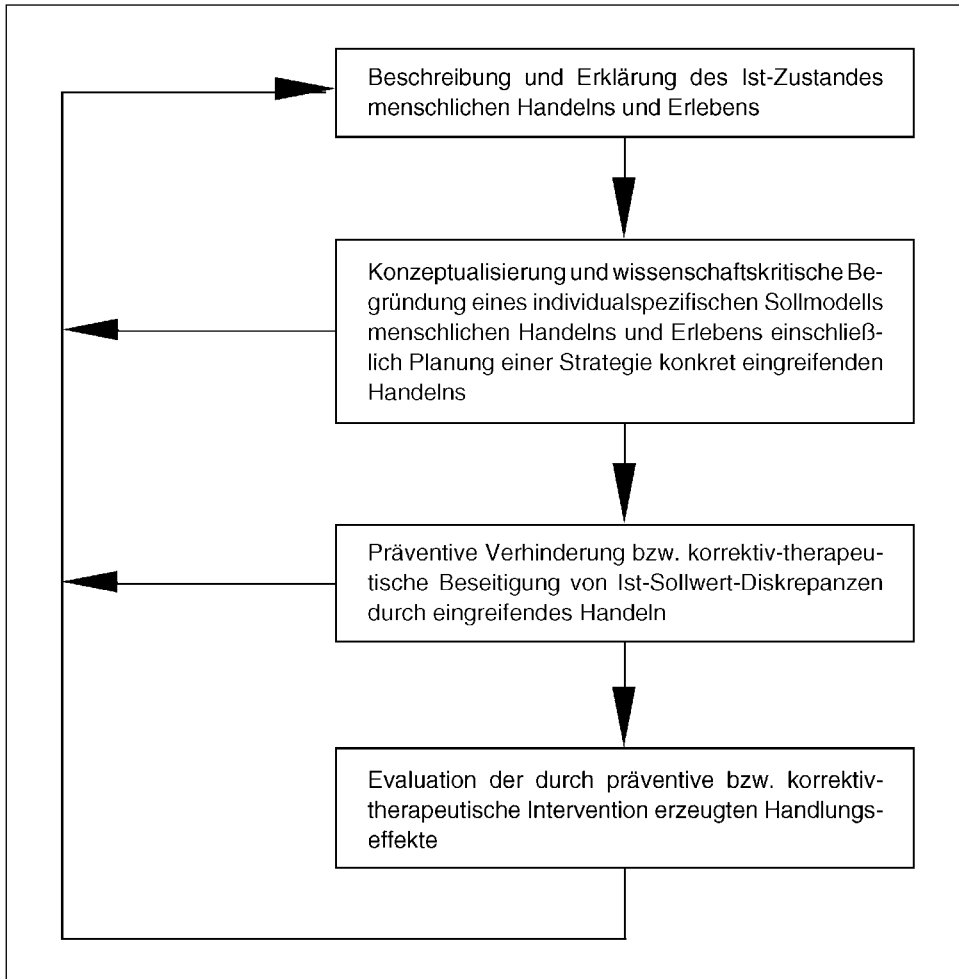 Beschreibung und Erklärung des Ist-Zustandes
menschlichen Handelns und Erlebens
Konzeptualisierung und wissenschaftskritische Be-
gründung eines individualspezifischen Sollmodells
menschlichen Handelns und Erlebens einschließ-
lich Planung einer Strategie konkret eingreifenden
Handelns
Präventive Verhinderung bzw. korrektiv-therapeu-
tische Beseitigung von Ist-Sollwert-Diskrepanzen
durch eingreifendes Handeln
Evaluation der durch präventive bzw. korrektiv-
therapeutische Intervention erzeugten Handlungs-
effekte